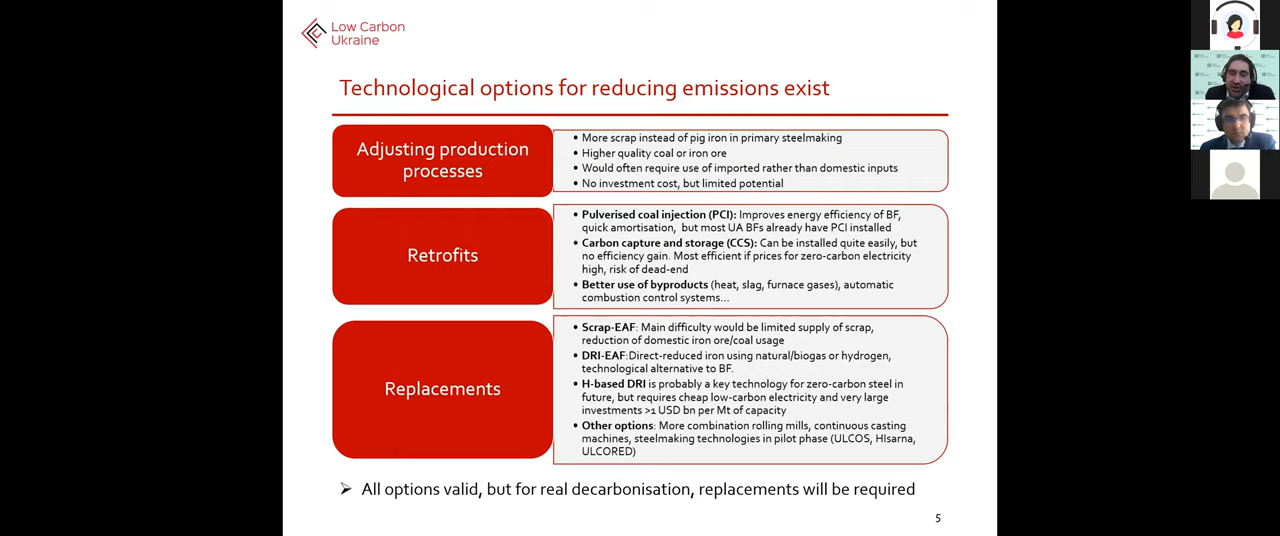 Low Carbon
Ukraine
Technological options for reducing emissions exist
Adjusting production
processes
• More scrap instead of pig iron in primary steelmaking
• Higher quality coal or iron ore
• Would often require use of imported rather than domestic inputs
• No investment cost, but limited potential
Retrofits
• Pulverised coal injection (PCI): Improves energy efficiency of BF,
quick amortisation, but most UA BFs already have PCI installed
• Carbon capture and storage (CCS): Can be installed quite easily, but
no efficiency gain. Most efficient if prices for zero-carbon electricity
high, risk of dead-end
• Better use of byproducts (heat, slag, furnace gases), automatic
combustion control systems...
Replacements
• Scrap-EAF: Main difficulty would be limited supply of scrap,
reduction of domestic iron ore/coal usage
• DRI-EAF:Direct-reduced iron using natural/biogas or hydrogen,
technological alternative to BF.
• H-based DRI is probably a key technology for zero-carbon steel in
future, but requires cheap low-carbon electricity and very large
investments >1 USD bn per Mt of capacity
• Other options: More combination rolling mills, continuous casting
machines, steelmaking technologies in pilot phase (ULCOS, HIsarna,
ULCORED)
➢ All options valid, but for real decarbonisation, replacements will be required
5